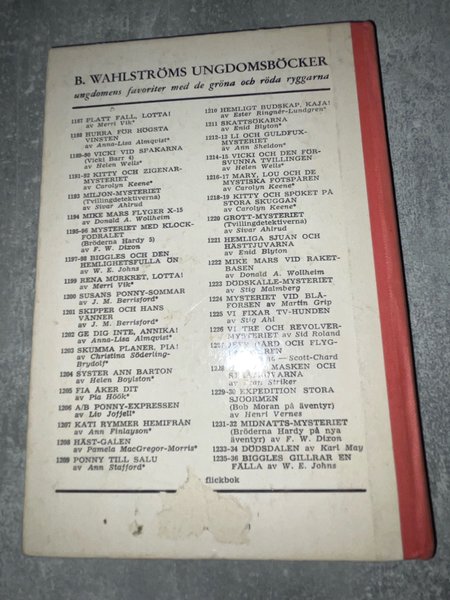 B. WAHLSTRÖMS UNGDOMSBÖCKER
ungdomens favoriter med de gröna och röda ryggarna
1187 PLATT FALL, LOTTA!
av Merri Vik*
1188 HURRA FÖR HÖGSTA
VINSTEN
av Anna-Lisa Almqvist*
1189-90 VICKI VID SPAKARNA
(Vicki Barr 4)
av Helen Wells*
1191-92 KITTY OCH ZIGENAR-
MYSTERIET
av Carolyn Keene*
1193 MILJON-MYSTERIET
(Tvillingdetektiverna)
av Sivar Ahlrud
1194 MIKE MARS FLYGER X-15
av Donald A. Wollheim
1195-96 MYSTERIET MED KLOCK-
FODRALET
(Bröderna Hardy 5)
av F. W. Dixon
1197-98 BIGGLES OCH DEN
HEMLIGHETSFULLA ÖN
av W. E. Johns
1199 RENA MÖRKRET, LOTTA!
av Merri Vik*
1200 SUSANS PONNY-SOMMAR
av J. M. Berrisford*
1201 SKIPPER OCH HANS
VÄNNER
av J. M. Berrisford*
1202 GE DIG INTE, ANNIKA!
av Anna-Lisa Almqvist*
1203 SKUMMA PLANER, PIA!
av Christina Södering-
Brydolf*
1204 SYSTER ANN BARTON
av Helen Boylston*
1205 FIA ÅKER DIT
av Pia Höök*
1206 A/B PONNY-EXPRESSEN
av Liv Jofjell*
1207 KATI RYMMER HEMIFRÅN
av Ann Finlayson*
1208 HÄST-GALEN
av Pamela MacGregor-Morris*
1209 PONNY TILL SALU
av Ann Stafford*
1210 HEMLIGT BUDSKAP, KAJA!
av Ester Ringnér-Lundgren*
1211 SKATTSÖKARNA
av Enid Blyton*
1212-13 LI OCH GULDFUX-
MYSTERIET
av Ann Sheldon*
1214-15 VICKI OCH DEN FÖR-
SVUNNA TVILLINGEN
av Helen Wells*
1216-17 MARY, LOU OCH DE
MYSTISKA FOTSPÅREN
av Carolyn Keene*
1218-19 KITTY OCH SPÖKET PÅ
STORA SKUGGAN
av Carolyn Keene*
1220 GROTT-MYSTERIET
(Tvillingdetektiverna)
av Sivar Ahlrud
1221 HEMLIGA SJUAN OCH
HÄSTTJUVARNA
av Enid Blyton
1222 MIKE MARS VID RAKET-
BASEN
av Donald A. Wollheim
1223 DÖDSKALLE-MYSTERIET
av Stig Malmberg
1224 MYSTERIET VID BLÅ-
FORSEN av Martin Grip
1225 VI FIXAR TV-HUNDEN
av Stig Ahl
1226 VI TRE OCH REVOLVER-
MYSTERIET av Sid Roland
GARD OCH FLYG-
— Scott-Chard
MASKEN OCH
Striker
1229-30 EXPEDITION STORA
SJÖORMEN
(Bob Moran på äventyr)
av Henri Vernes
1231-32 MIDNATTS-MYSTERIET
(Bröderna Hardy på nya
äventyr) av F. W. Dixon
1233-34 DÖDSDALEN av Karl May
1235-36 BIGGLES GILLRAR EN
FÄLLA av W. E. Johns
flickbok